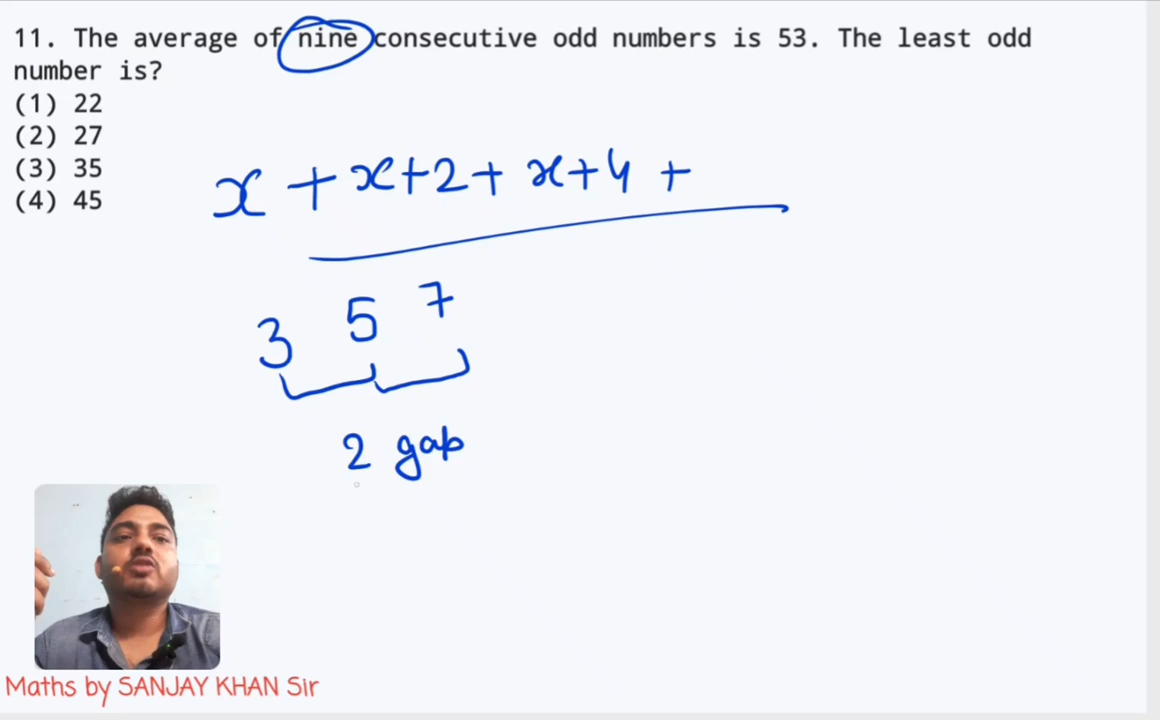 11. The average of nine consecutive odd numbers is 53. The least odd
number is?
(1) 22
(2) 27
(3) 35
(4) 45
x + x+2 + x+4 +
3 5 7
2 gap
Maths by SANJAY KHAN Sir